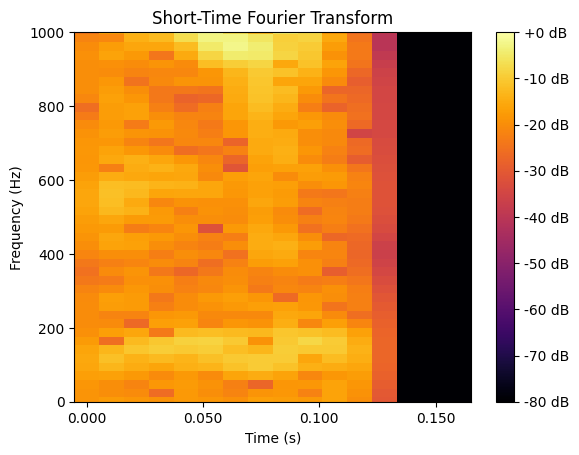 Short-Time Fourier Transform
1000
800
600
400
200
0
Frequency (Hz)
0.000
0.050
0.100
0.150
Time (s)
+0 dB
-10 dB
-20 dB
-30 dB
-40 dB
-50 dB
-60 dB
-70 dB
-80 dB